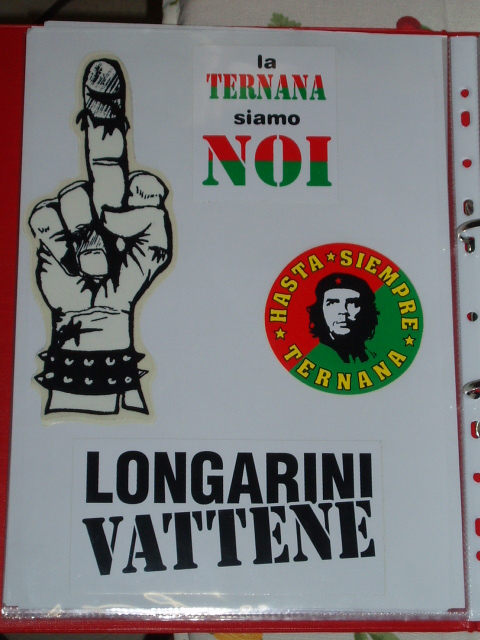 la
TERNANA
siamo
NOI
HASTA ★ SIEMPRE
★ TERNANA ★
LONGARINI
VATTENE